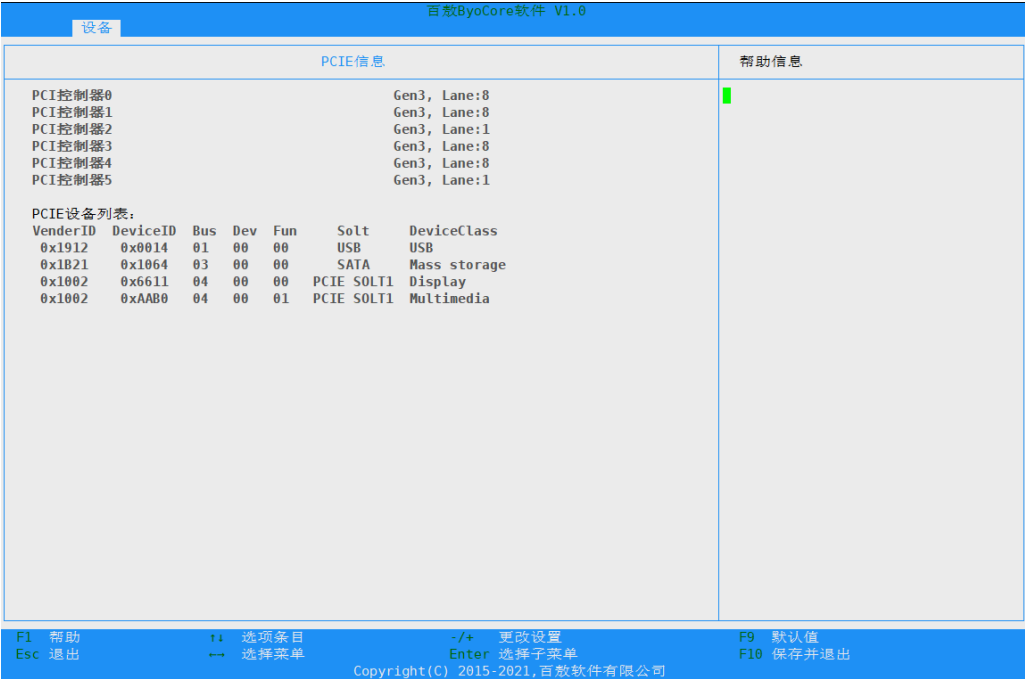 百敖ByoCore软件 V1.0
设备
PCIE信息 帮助信息
PCI控制器0 Gen3, Lane:8
PCI控制器1 Gen3, Lane:8
PCI控制器2 Gen3, Lane:1
PCI控制器3 Gen3, Lane:8
PCI控制器4 Gen3, Lane:8
PCI控制器5 Gen3, Lane:1
PCIE设备列表:
VenderID DeviceID Bus Dev Fun Solt DeviceClass
0x1912 0x0014 01 00 00 USB USB
0x1B21 0x1064 03 00 00 SATA Mass storage
0x1002 0x6611 04 00 00 PCIE SOLT1 Display
0x1002 0xAAB0 04 00 01 PCIE SOLT1 Multimedia
F1 帮助 ↑↓ 选项条目 -/+ 更改设置 F9 默认值
Esc 退出 ←→ 选择菜单 Enter 选择子菜单 F10 保存并退出
Copyright(C) 2015-2021,百敖软件有限公司